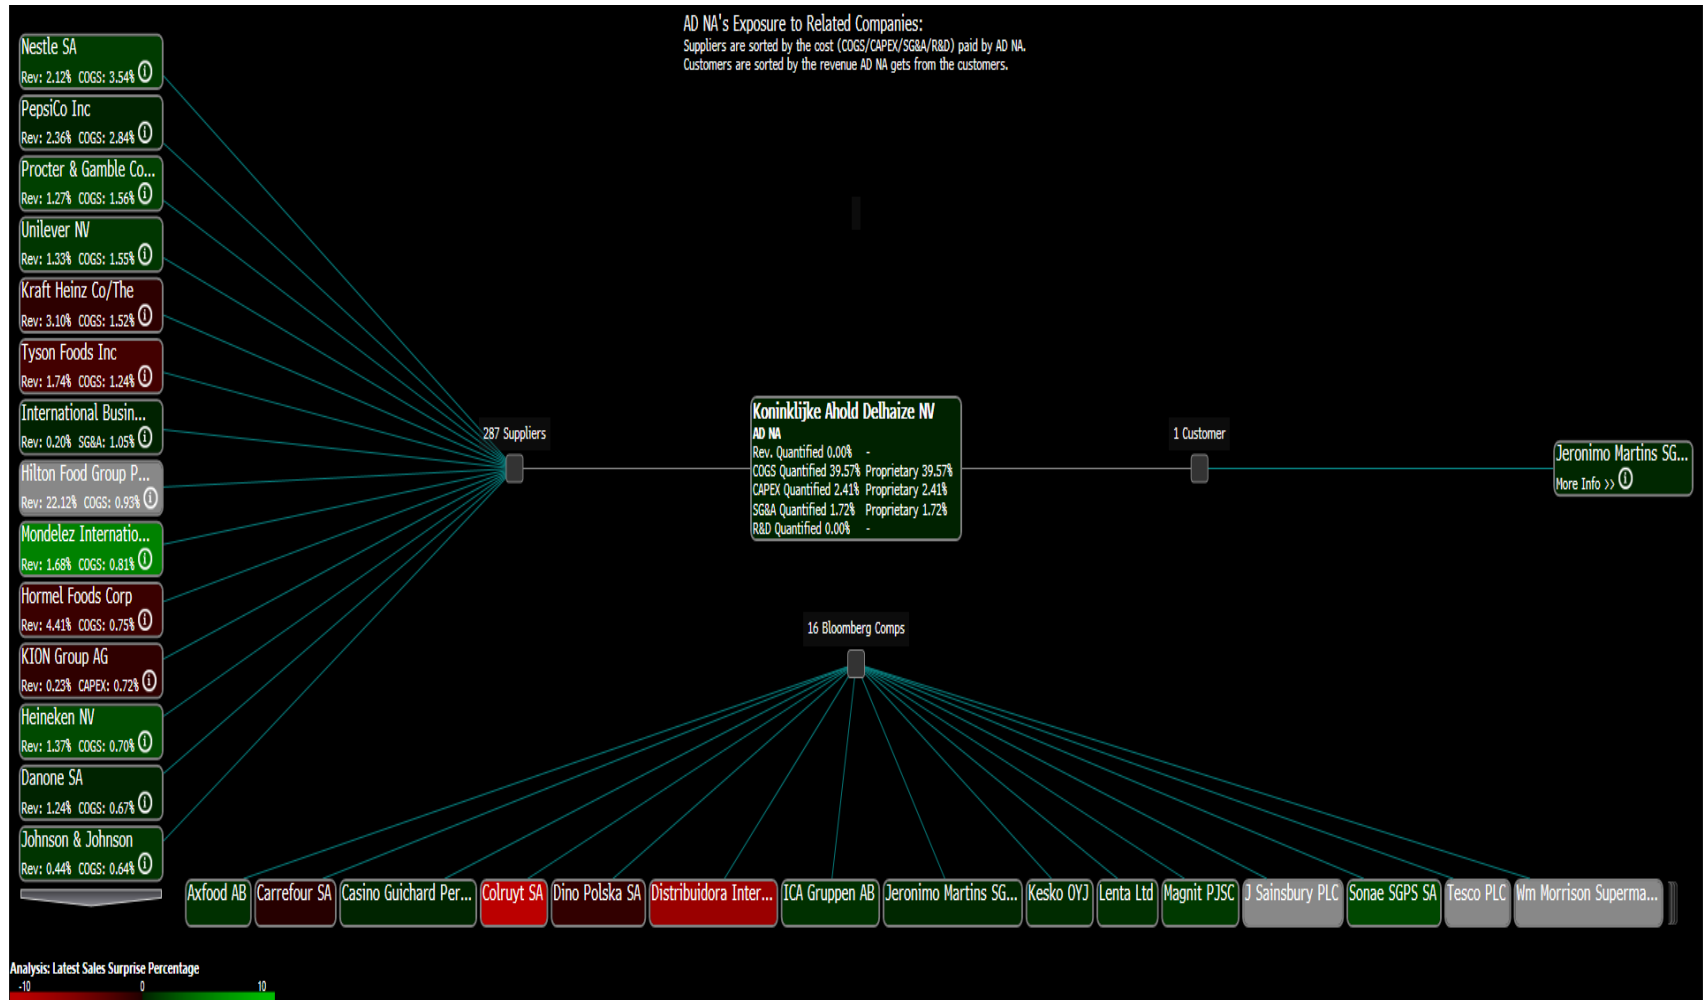 AD NA's Exposure to Related Companies:
Suppliers are sorted by the cost (COGS/CAPEX/SG&A/R&D) paid by AD NA.
Customers are sorted by the revenue AD NA gets from the customers.
Nestle SA
Rev: 2.12% COGS: 3.54%
PepsiCo Inc
Rev: 2.36% COGS: 2.84%
Procter & Gamble Co...
Rev: 1.27% COGS: 1.56%
Unilever NV
Rev: 1.33% COGS: 1.55%
Kraft Heinz Co/The
Rev: 3.10% COGS: 1.52%
Tyson Foods Inc
Rev: 1.74% COGS: 1.24%
International Busin...
Rev: 0.20% SG&A: 1.05%
Hilton Food Group P...
Rev: 22.12% COGS: 0.93%
Mondelez Internatio...
Rev: 1.68% COGS: 0.81%
Hormel Foods Corp
Rev: 4.41% COGS: 0.75%
KION Group AG
Rev: 0.23% CAPEX: 0.72%
Heineken NV
Rev: 1.37% COGS: 0.70%
Danone SA
Rev: 1.24% COGS: 0.67%
Johnson & Johnson
Rev: 0.44% COGS: 0.64%
287 Suppliers
Koninklijke Ahold Delhaize NV
AD NA
Rev. Quantified 0.00% -
COGS Quantified 39.57% Proprietary 39.57%
CAPEX Quantified 2.41% Proprietary 2.41%
SG&A Quantified 1.72% Proprietary 1.72%
R&D Quantified 0.00% -
1 Customer
Jeronimo Martins SG...
More Info >>
16 Bloomberg Comps
Axfood AB
Carrefour SA
Casino Guichard Per...
Colruyt SA
Dino Polska SA
Distribuidora Inter...
ICA Gruppen AB
Jeronimo Martins SG...
Kesko OYJ
Lenta Ltd
Magnit PJSC
J Sainsbury PLC
Sonae SGPS SA
Tesco PLC
Wm Morrison Superma...
Analysis: Latest Sales Surprise Percentage
-10 0 10